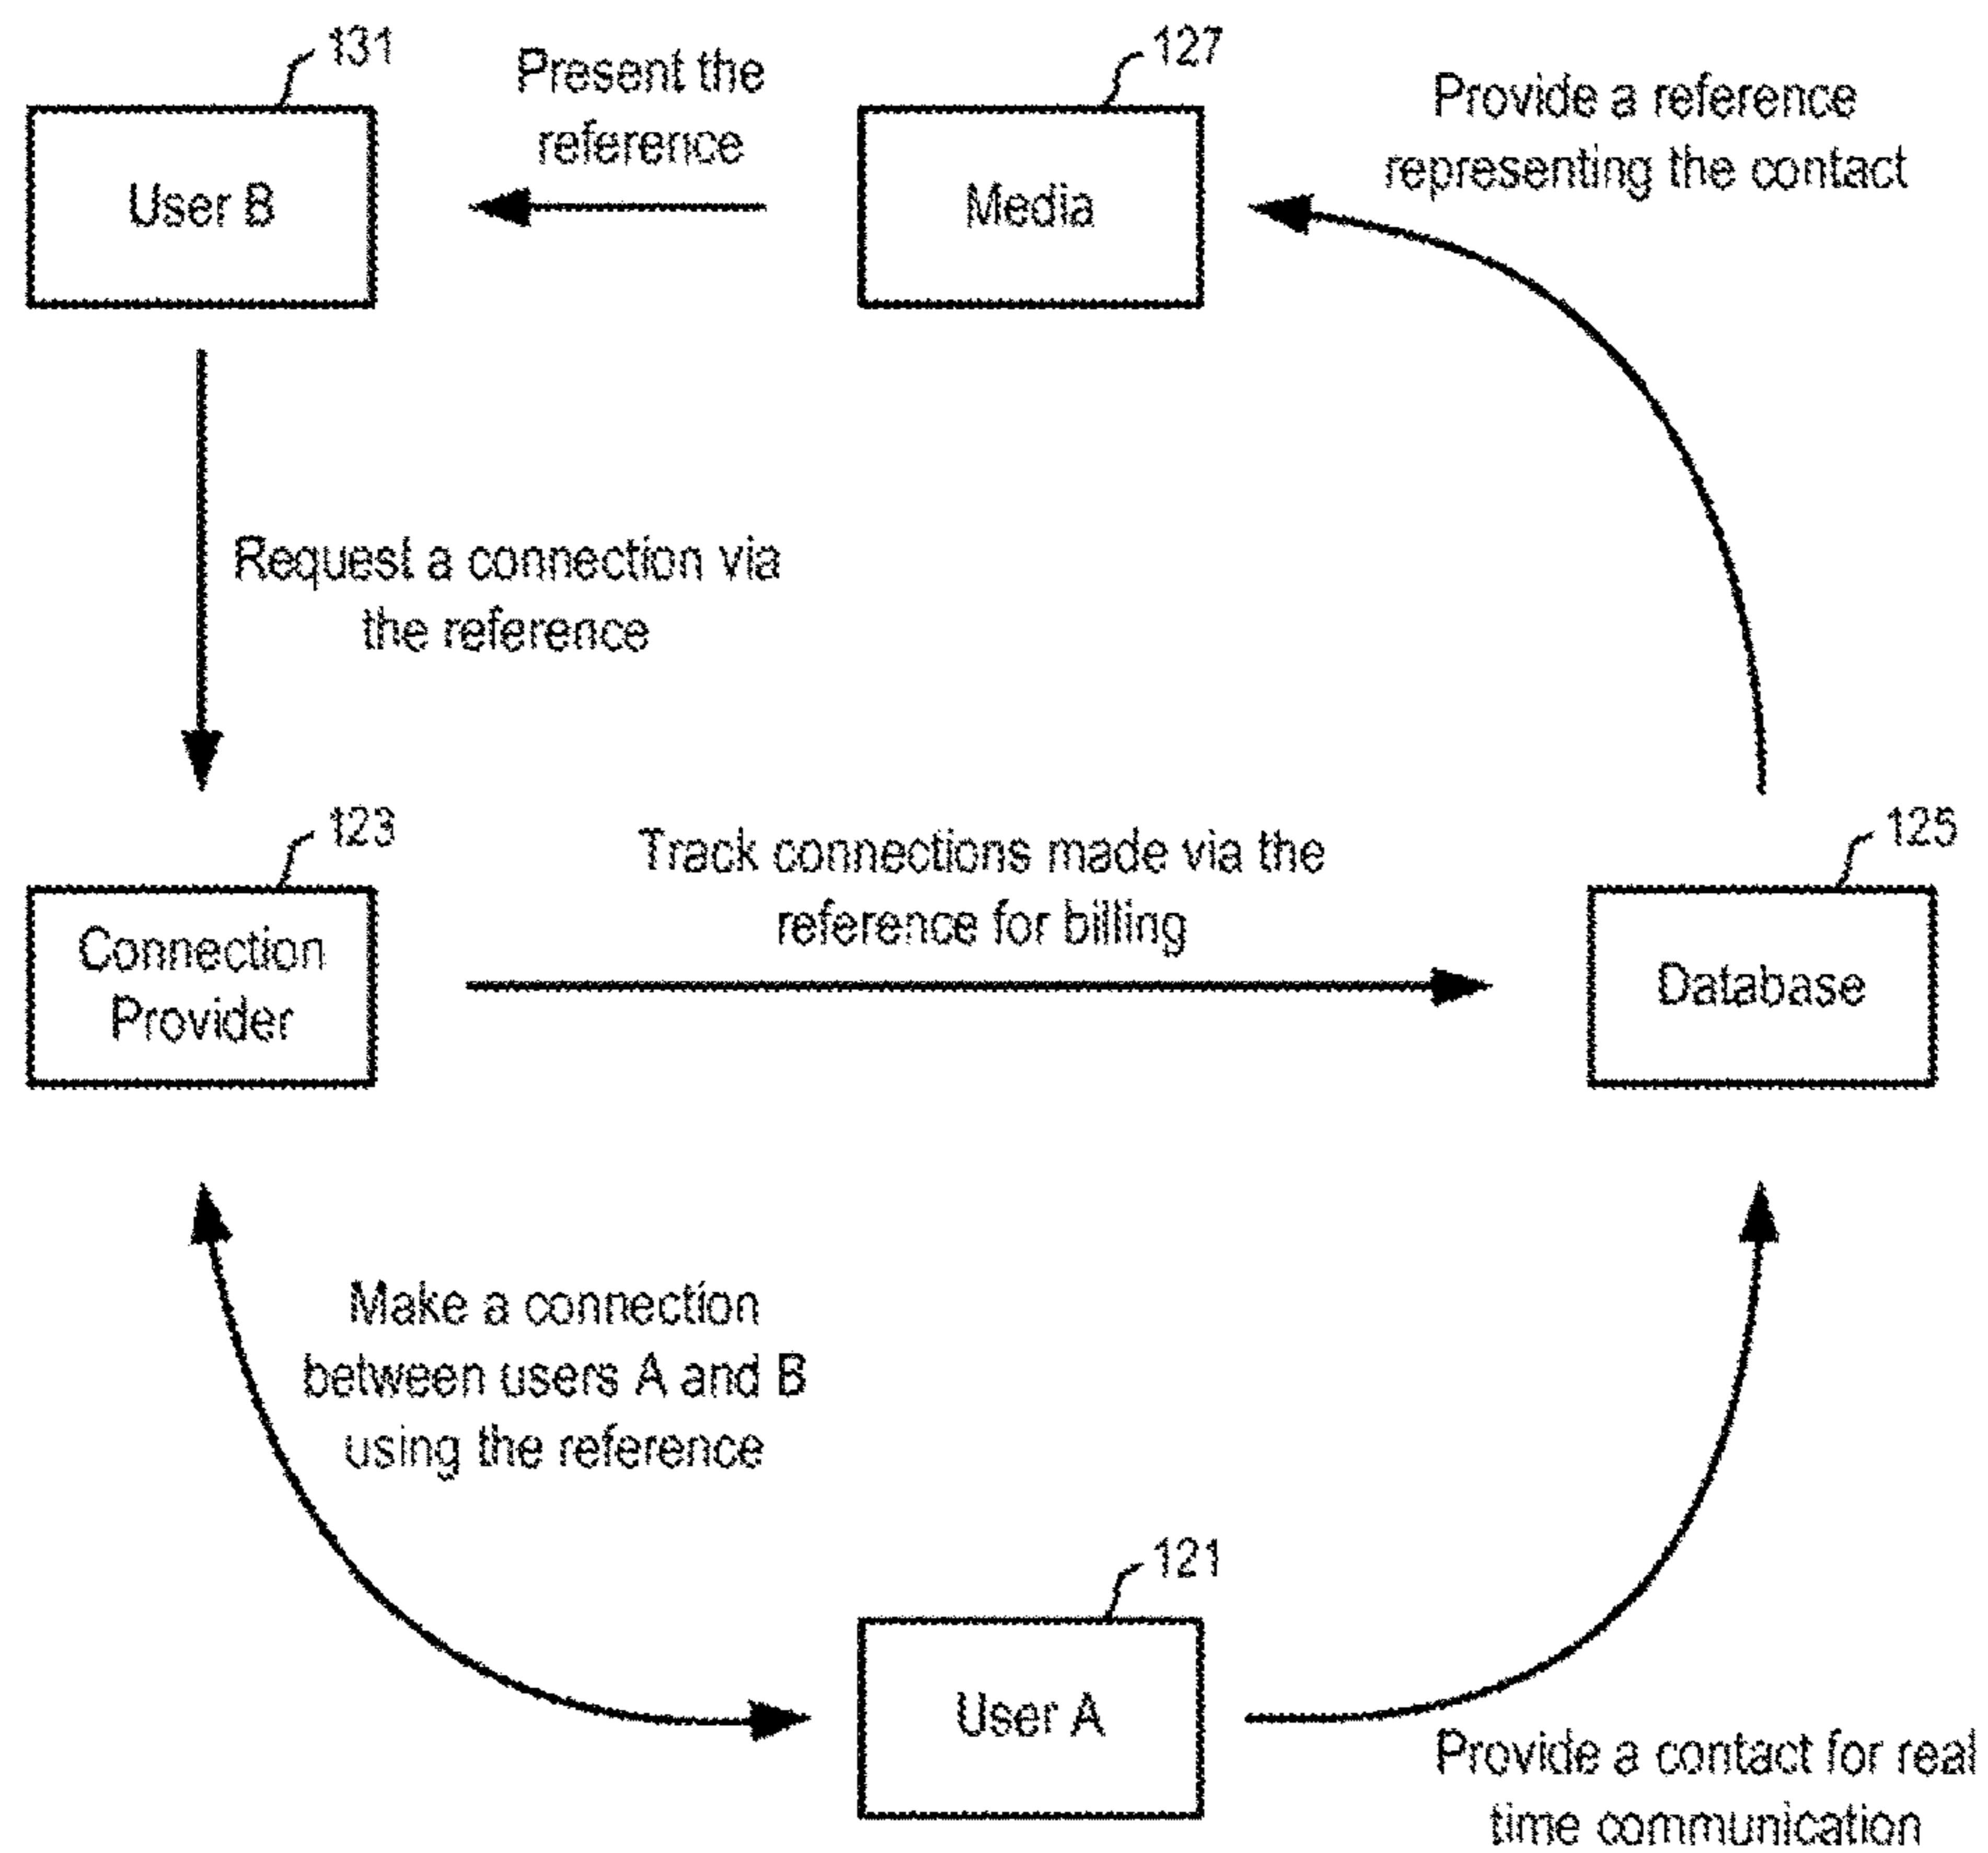 131
Present the
reference
127
Provide a reference
representing the contact
User B
Media
Request a connection via
the reference
123
Track connections made via the
reference for billing
125
Connection
Provider
Database
Make a connection
between users A and B
using the reference
121
User A
Provide a contact for real
time communication